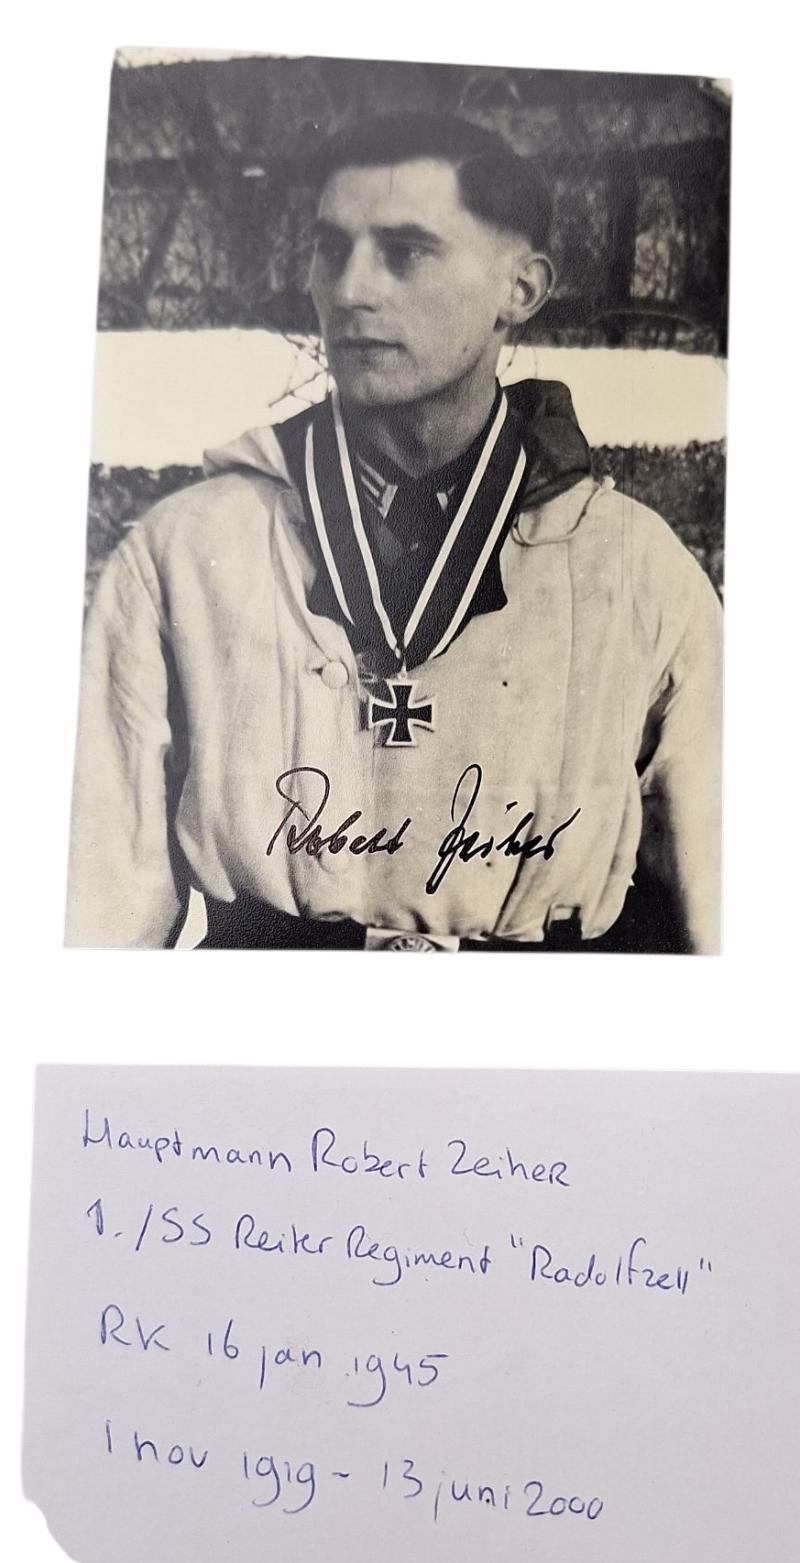 Robert Zeiher
Hauptmann Robert Zeiher
1./SS Reiter Regiment "Radolfzell"
RK 16 jan 1945
1 nov 1919 - 13 juni 2000